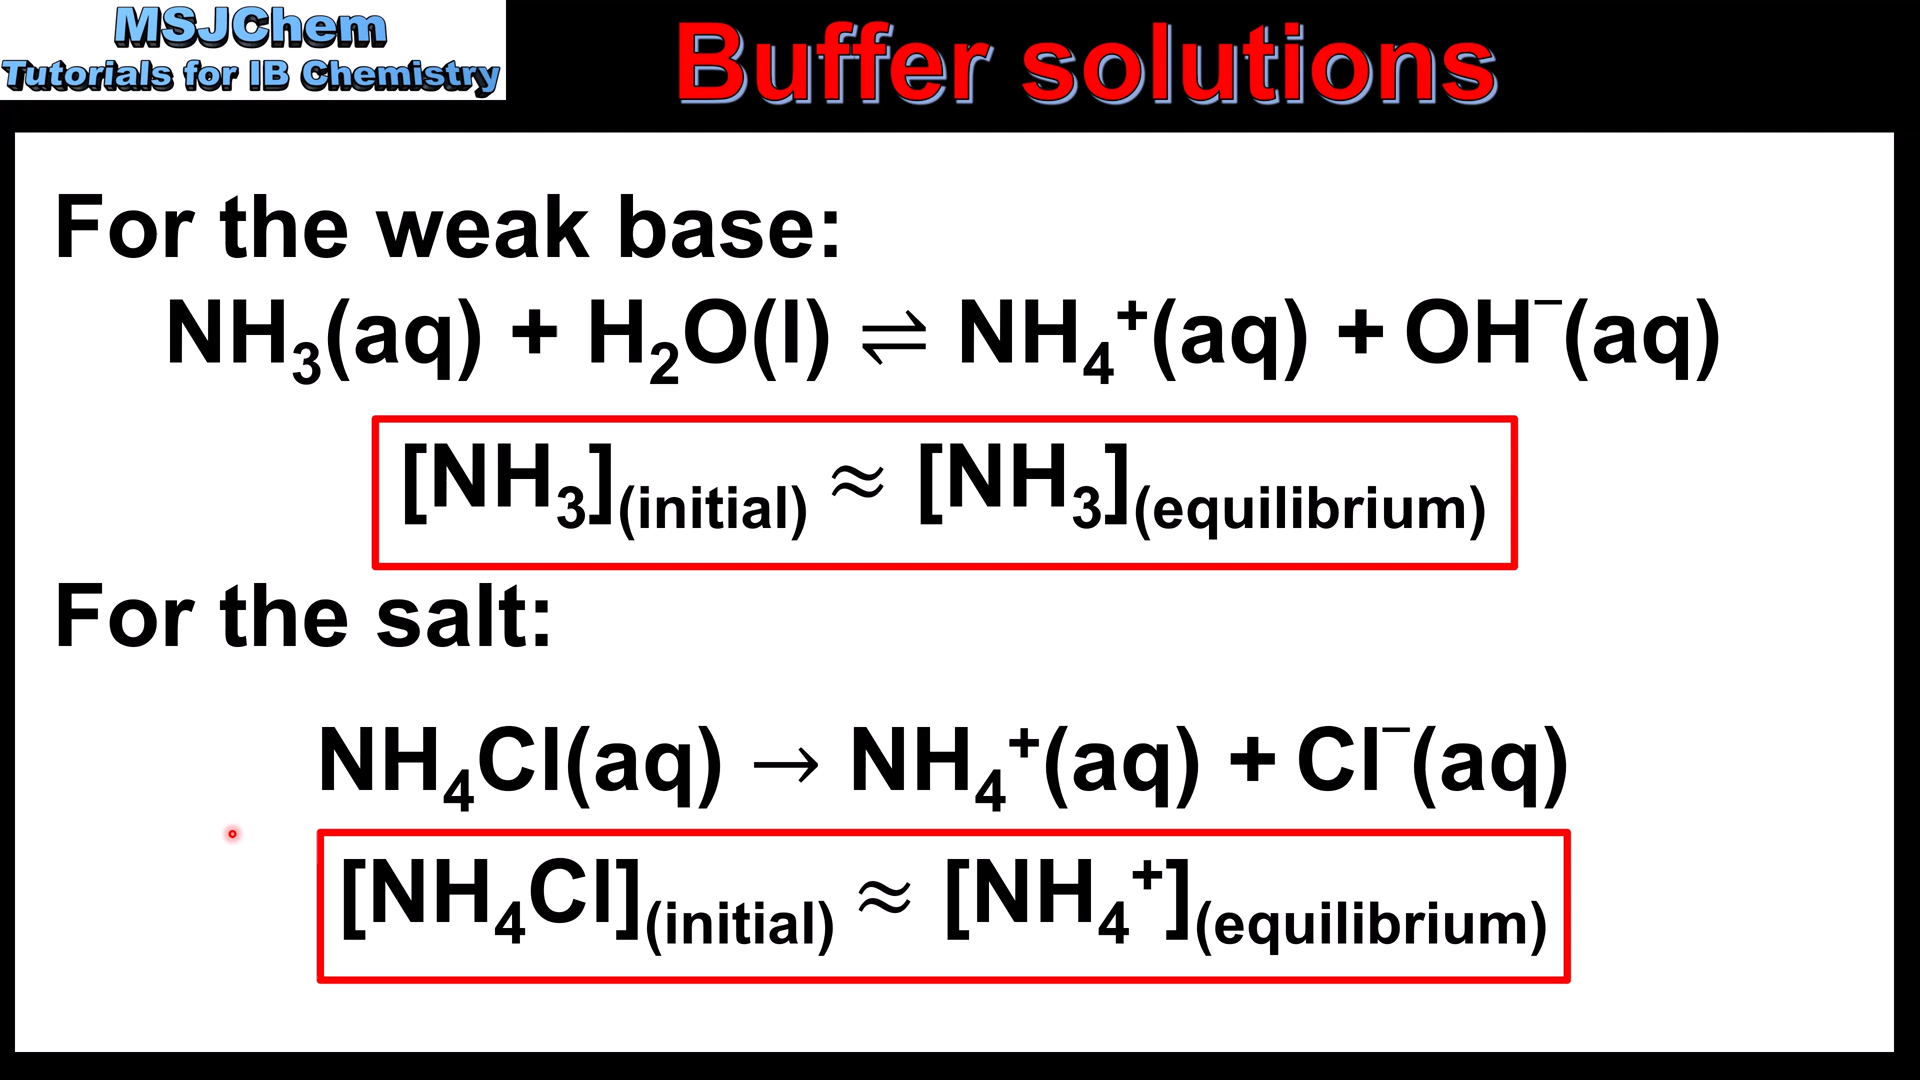 MSJChem
Tutorials for IB Chemistry
Buffer solutions
For the weak base:
NH₃(aq) + H₂O(l) ⇌ NH₄⁺(aq) + OH⁻(aq)
[NH₃](initial) ≈ [NH₃](equilibrium)
For the salt:
NH₄Cl(aq) → NH₄⁺(aq) + Cl⁻(aq)
[NH₄Cl](initial) ≈ [NH₄⁺](equilibrium)